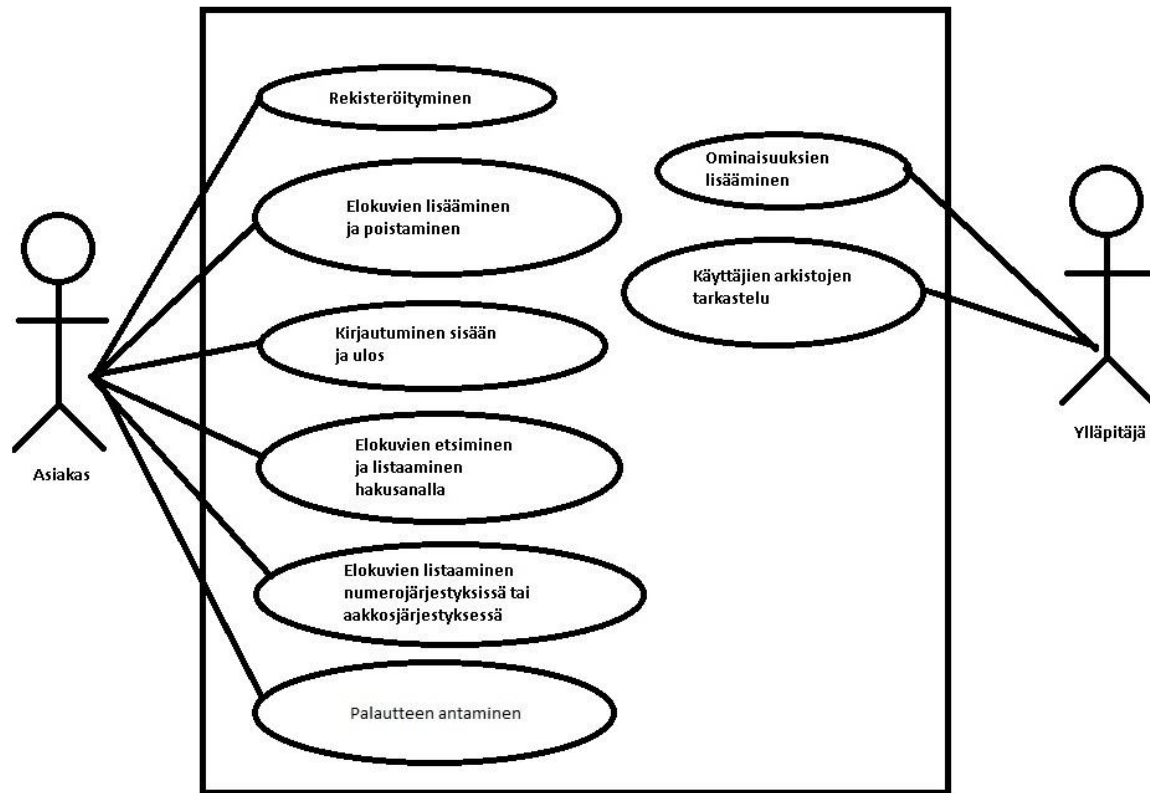 Rekisteröityminen
Elokuvien lisääminen
ja poistaminen
Kirjautuminen sisään
ja ulos
Elokuvien etsiminen
ja listaaminen
hakusanalla
Elokuvien listaaminen
numerojärjestyksissä tai
aakkosjärjestyksessä
Palautteen antaminen
Asiakas
Ominaisuuksien
lisääminen
Käyttäjien arkistojen
tarkastelu
Ylläpitäjä